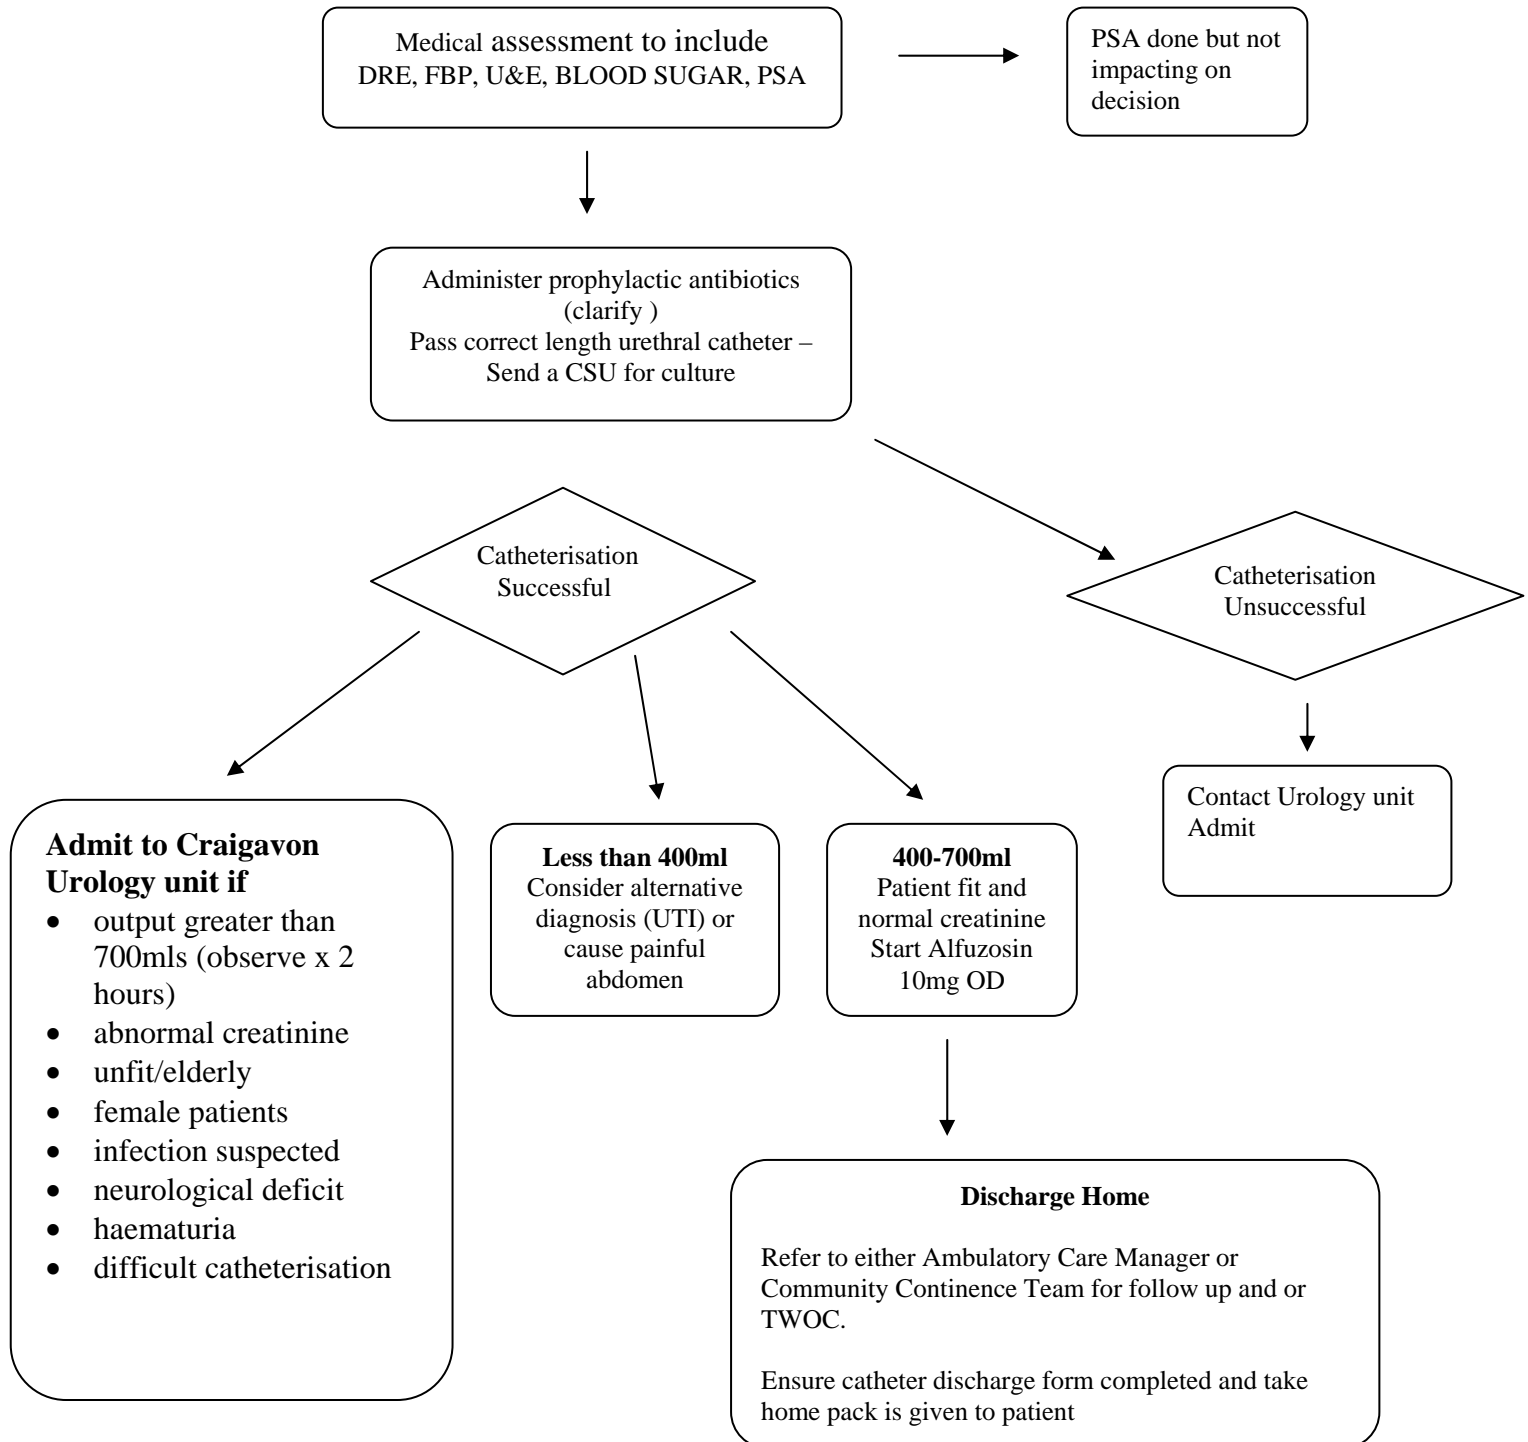 Medical assessment to include
DRE, FBP, U&E, BLOOD SUGAR, PSA
PSA done but not
impacting on
decision
Administer prophylactic antibiotics
(clarify )
Pass correct length urethral catheter –
Send a CSU for culture
Catheterisation
Successful
Catheterisation
Unsuccessful
Admit to Craigavon
Urology unit if
• output greater than
700mls (observe x 2
hours)
• abnormal creatinine
• unfit/elderly
• female patients
• infection suspected
• neurological deficit
• haematuria
• difficult catheterisation
Less than 400ml
Consider alternative
diagnosis (UTI) or
cause painful
abdomen
400-700ml
Patient fit and
normal creatinine
Start Alfuzosin
10mg OD
Contact Urology unit
Admit
Discharge Home
Refer to either Ambulatory Care Manager or
Community Continence Team for follow up and or
TWOC.
Ensure catheter discharge form completed and take
home pack is given to patient